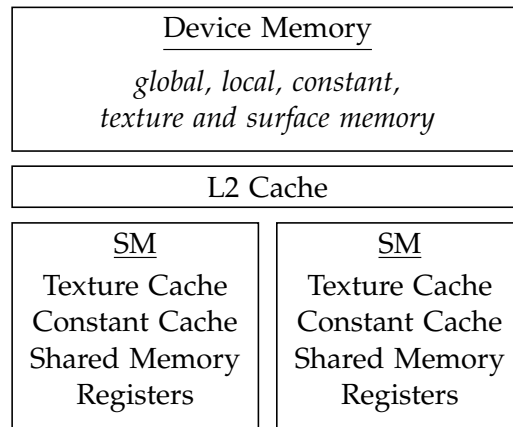 Device Memory
global, local, constant,
texture and surface memory
L2 Cache
SM
Texture Cache
Constant Cache
Shared Memory
Registers
SM
Texture Cache
Constant Cache
Shared Memory
Registers